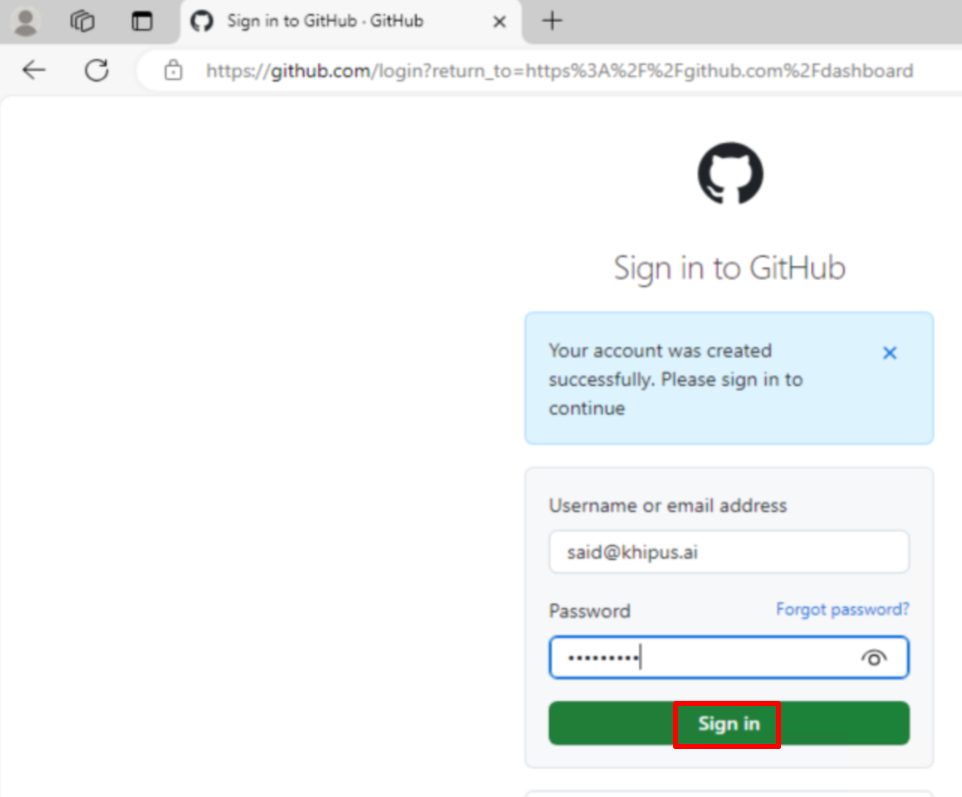 Sign in to GitHub · GitHub
https://github.com/login?return_to=https%3A%2F%2Fgithub.com%2Fdashboard
Sign in to GitHub
Your account was created
successfully. Please sign in to
continue
Username or email address
said@khipus.ai
Password
Forgot password?
•••••••••
Sign in